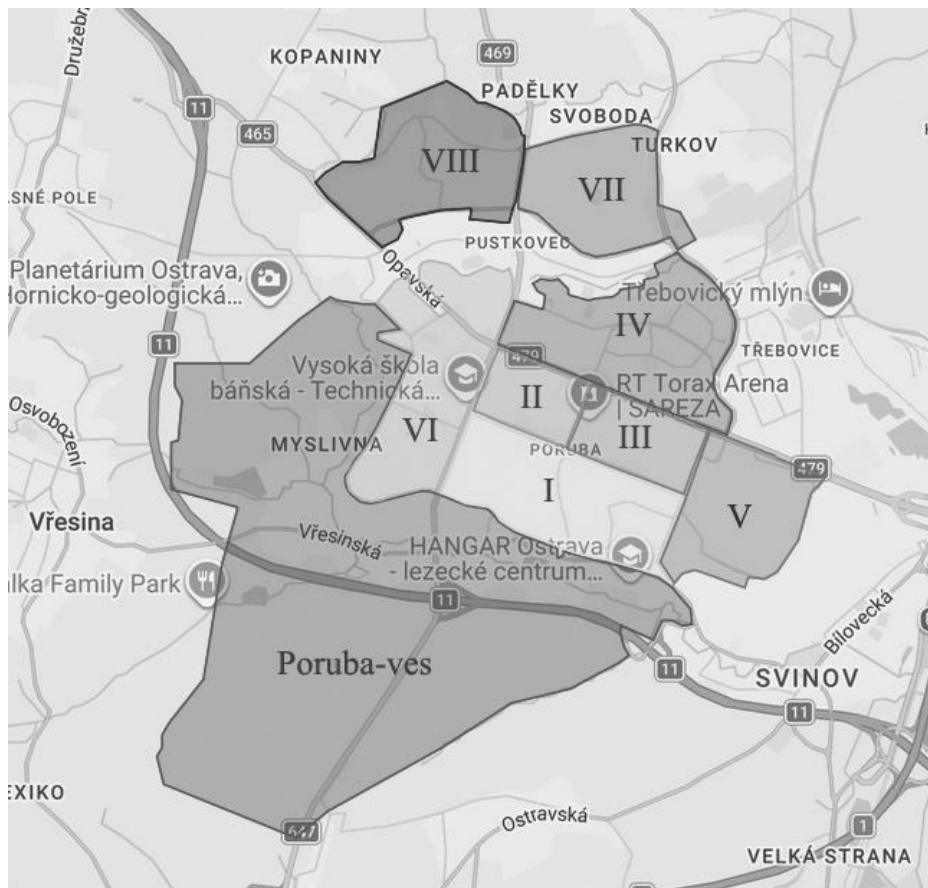 Družební
KOPANINY
469
11
PADĚLKY
SVOBODA
465
TURKOV
VIII
VII
PUSTKOVEC
Planetárium Ostrava,
Hornicko-geologická...
Opavská
Třebovický mlýn
IV
11
479
TŘEBOVICE
Vysoká škola
báňská - Technická...
RT Torax Arena
| SAREZA
II
Osvobození
MYSLIVNA
VI
PORUBA
III
479
I
V
Vřesina
Vřesinská
HANGAR Ostrava
- lezecké centrum...
alka Family Park
11
Bílovecká
Poruba-ves
11
SVINOV
11
EXIKO
Ostravská
647
1
VELKÁ STRANA